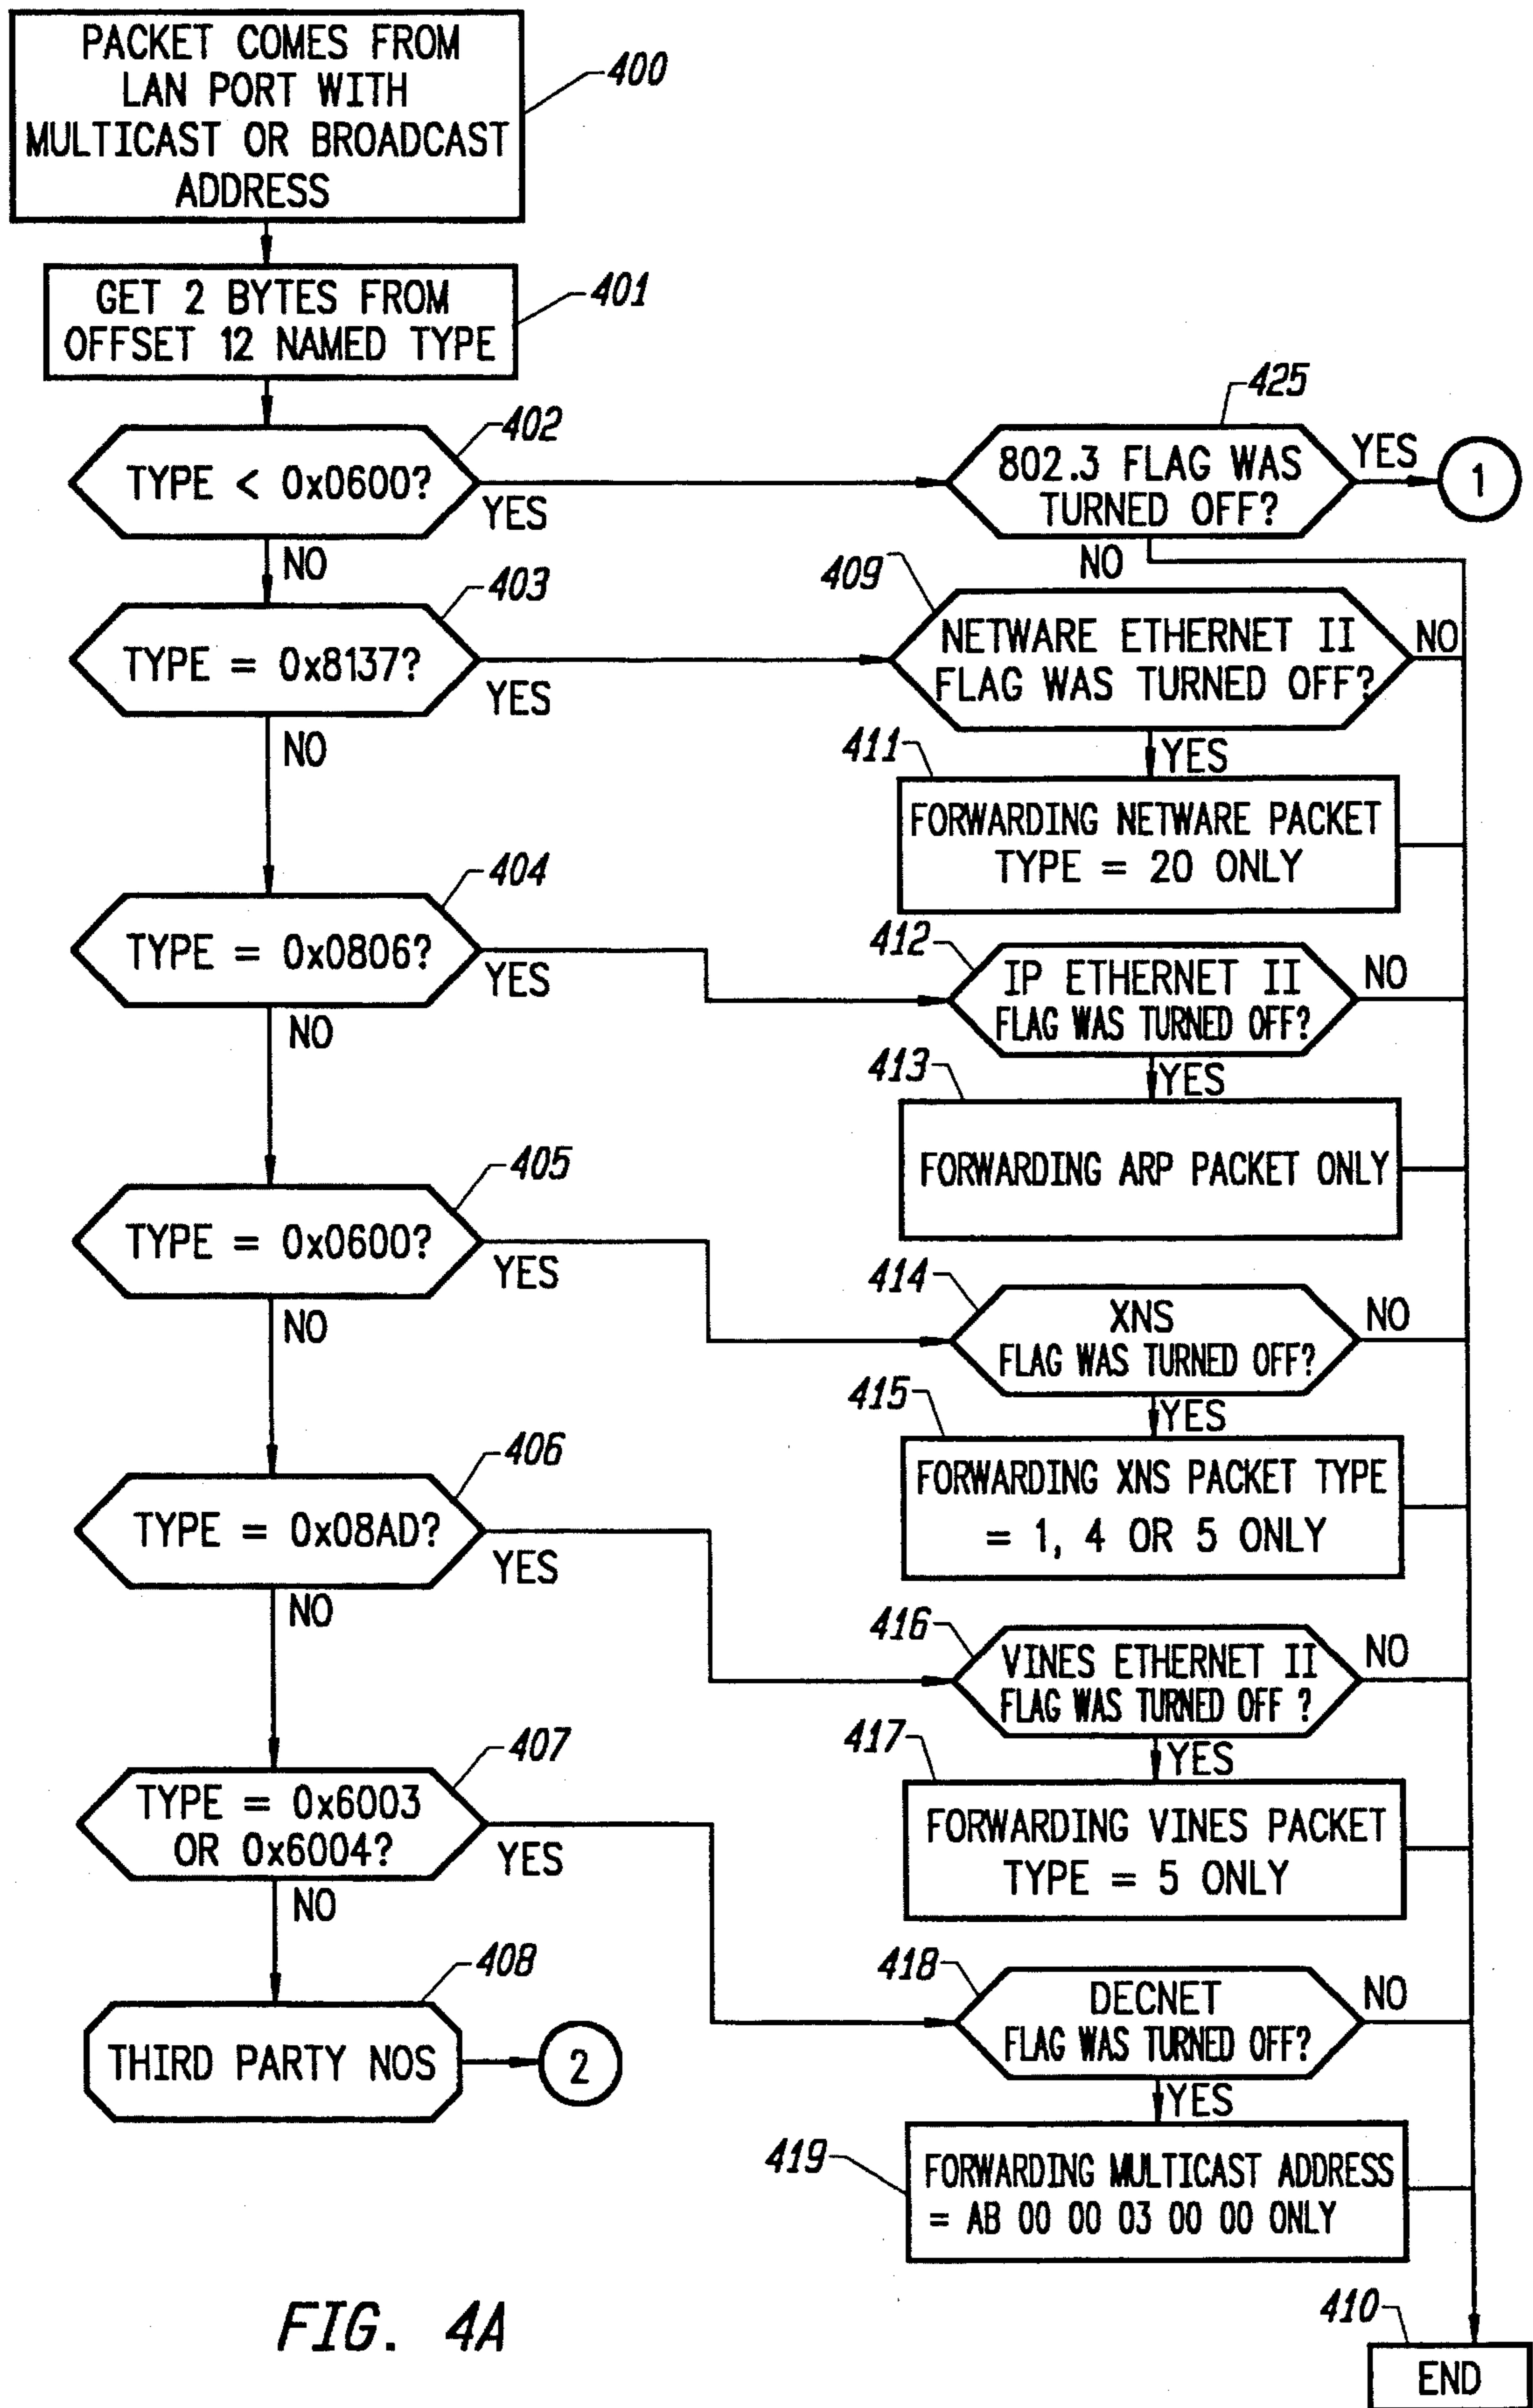 PACKET COMES FROM
LAN PORT WITH
MULTICAST OR BROADCAST
ADDRESS
400
GET 2 BYTES FROM
OFFSET 12 NAMED TYPE
401
TYPE < 0x0600?
402
YES
NO
802.3 FLAG WAS
TURNED OFF?
425
YES
1
NO
TYPE = 0x8137?
403
YES
NO
NETWARE ETHERNET II
FLAG WAS TURNED OFF?
409
NO
YES
FORWARDING NETWARE PACKET
TYPE = 20 ONLY
411
TYPE = 0x0806?
404
YES
NO
IP ETHERNET II
FLAG WAS TURNED OFF?
412
NO
YES
FORWARDING ARP PACKET ONLY
413
TYPE = 0x0600?
405
YES
NO
XNS
FLAG WAS TURNED OFF?
414
NO
YES
FORWARDING XNS PACKET TYPE
= 1, 4 OR 5 ONLY
415
TYPE = 0x08AD?
406
YES
NO
VINES ETHERNET II
FLAG WAS TURNED OFF ?
416
NO
YES
FORWARDING VINES PACKET
TYPE = 5 ONLY
417
TYPE = 0x6003
OR 0x6004?
407
YES
NO
DECNET
FLAG WAS TURNED OFF?
418
NO
YES
FORWARDING MULTICAST ADDRESS
= AB 00 00 03 00 00 ONLY
419
THIRD PARTY NOS
408
2
410
END
FIG. 4A